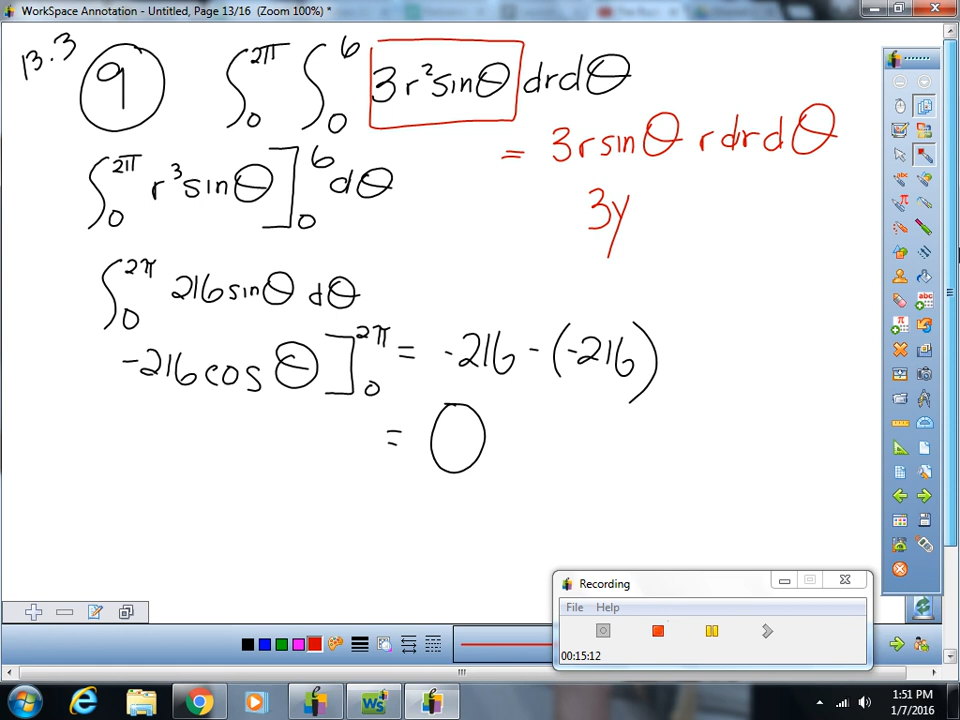 WorkSpace Annotation - Untitled, Page 13/16 (Zoom 100%) *
13.3
9 ∫₀^2π ∫₀^6 3r²sinθ drdθ
= 3rsinθ rdrdθ
∫₀^2π r³sinθ]₀^6 dθ
3y
∫₀^2π 216sinθ dθ
-216cosθ]₀^2π = -216 - (-216)
= 0
Recording
File Help
00:15:12
1:51 PM
1/7/2016